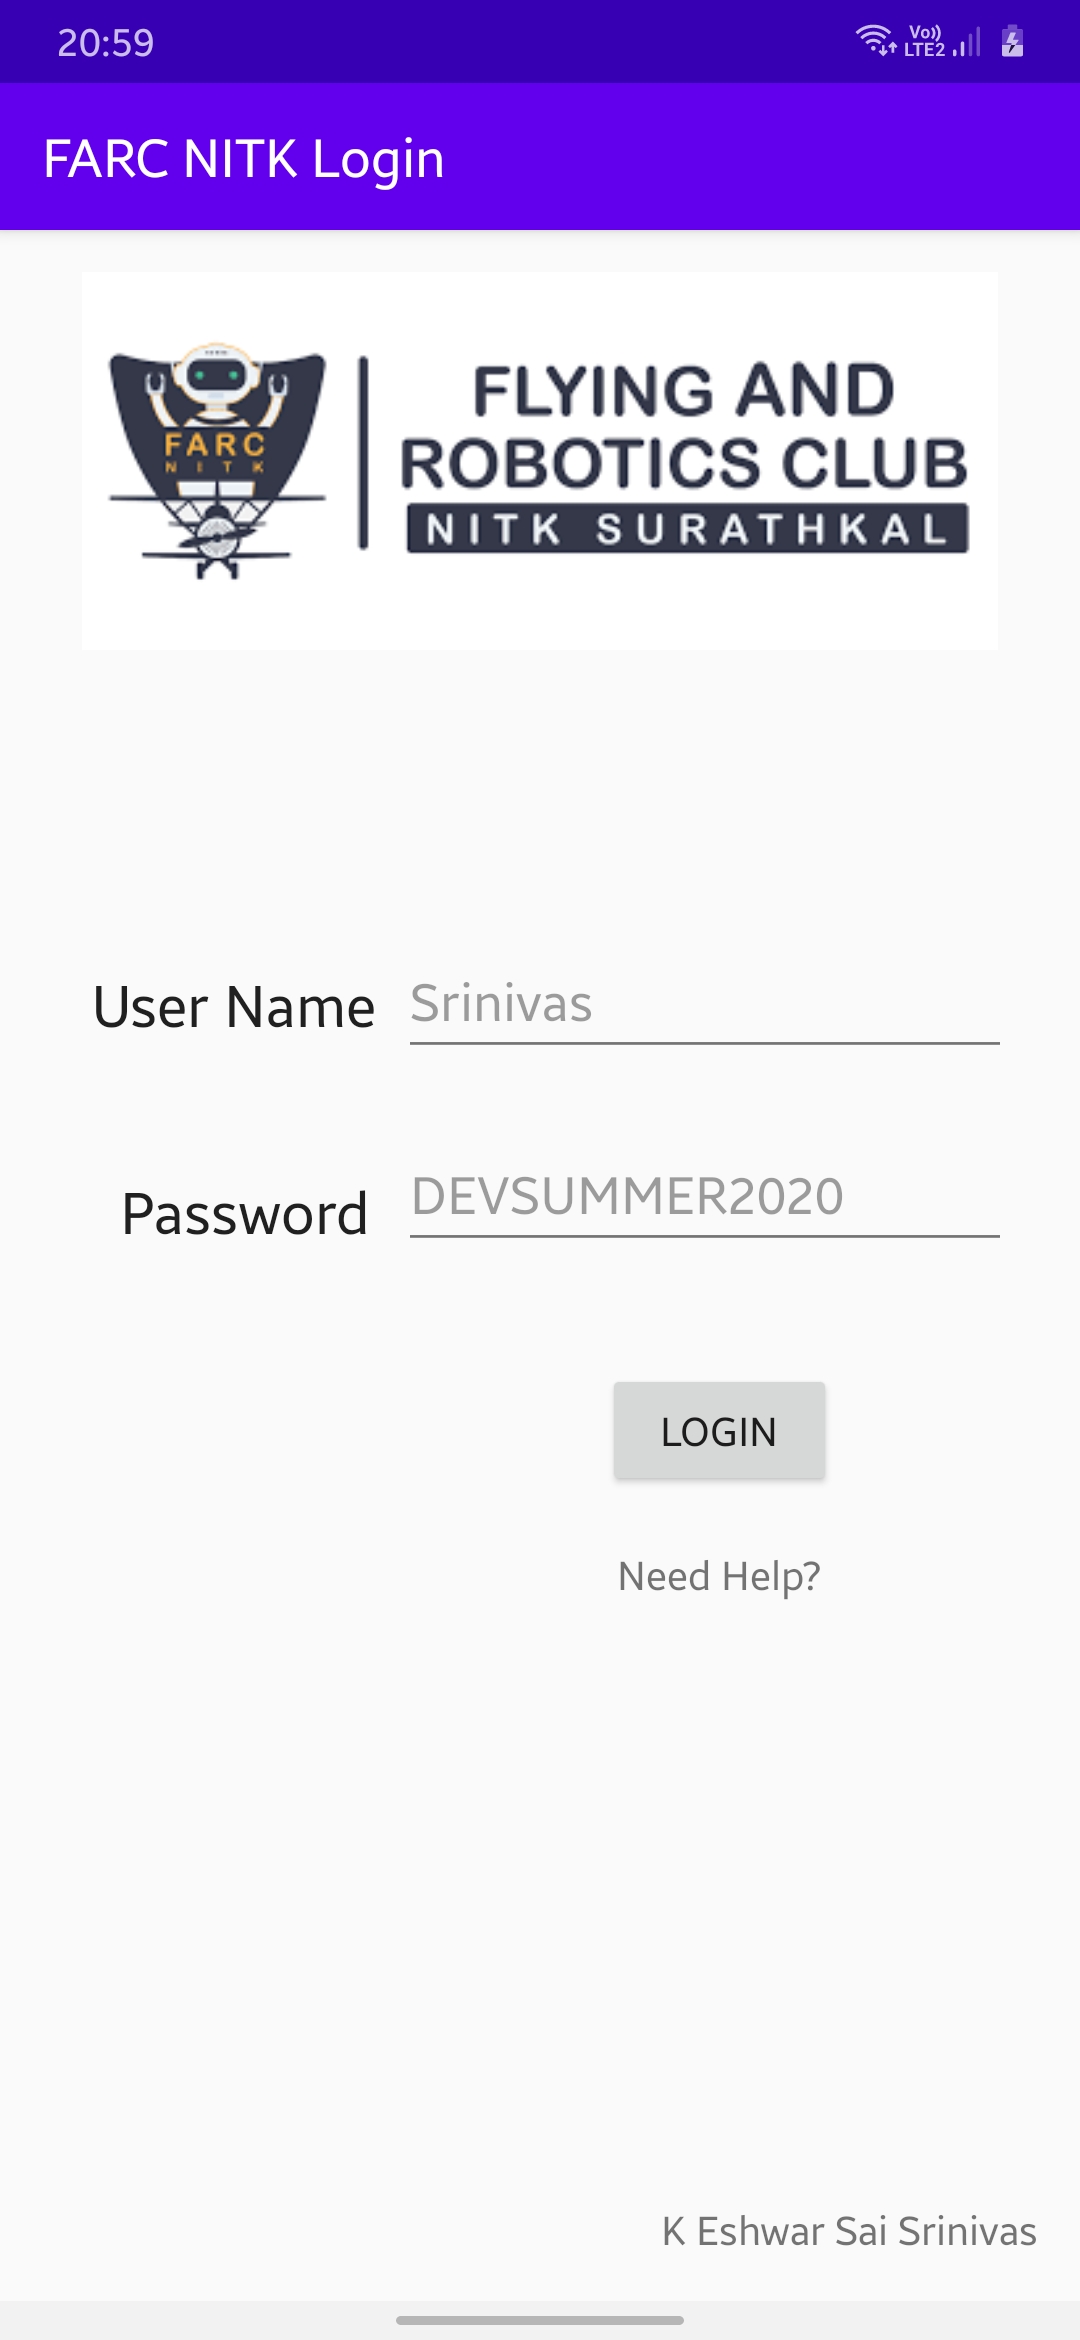 20:59
Vo))
LTE2
FARC NITK Login
FARC
NITK
FLYING AND
ROBOTICS CLUB
NITK SURATHKAL
User Name Srinivas
Password DEVSUMMER2020
LOGIN
Need Help?
K Eshwar Sai Srinivas